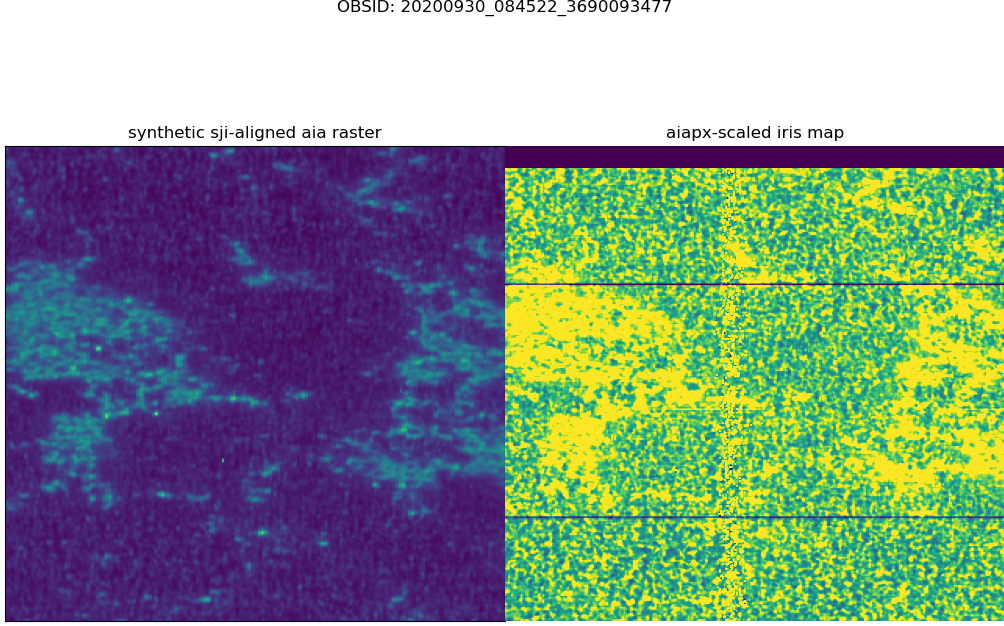 OBSID: 20200930_084522_3690093477
synthetic sji-aligned aia raster
aiapx-scaled iris map